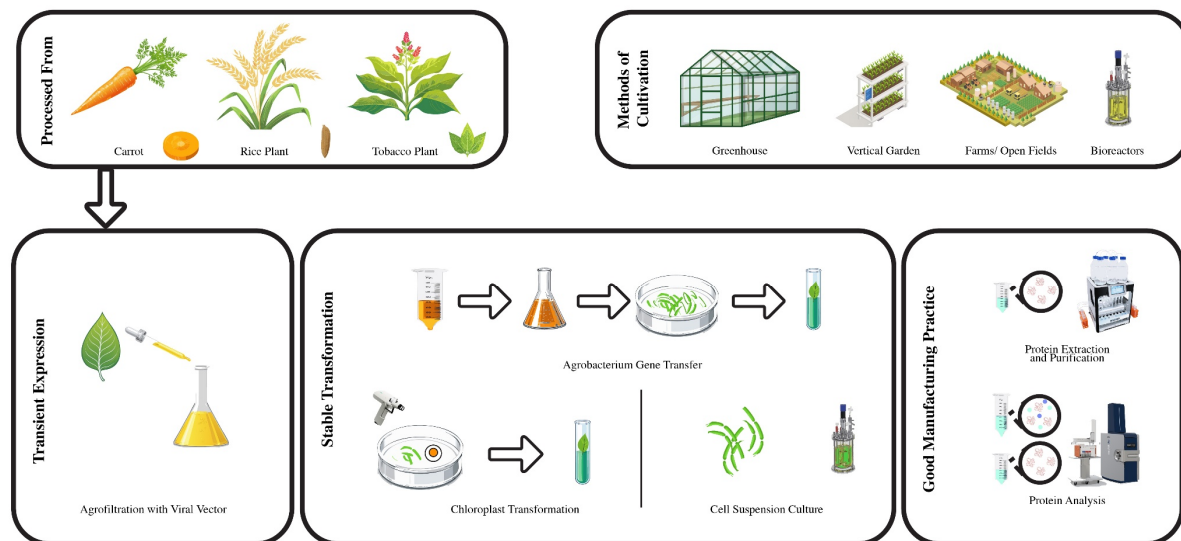 Processed From
Carrot
Rice Plant
Tobacco Plant
Methods of
Cultivation
Greenhouse
Vertical Garden
Farms/ Open Fields
Bioreactors
Transient Expression
Agrofiltration with Viral Vector
Stable Transformation
Agrobacterium Gene Transfer
Chloroplast Transformation
Cell Suspension Culture
Good Manufacturing Practice
Protein Extraction
and Purification
Protein Analysis